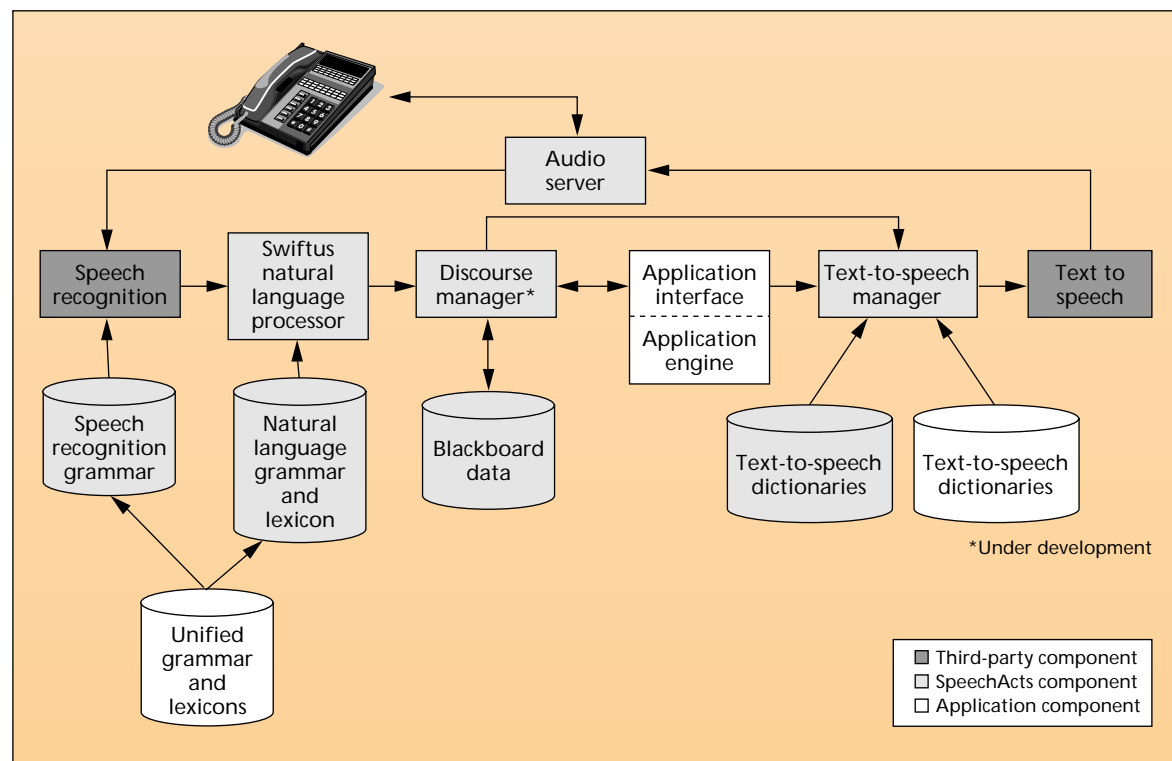 Audio
server
Speech
recognition
Swiftus
natural
language
processor
Discourse
manager*
Application
interface
Application
engine
Text-to-speech
manager
Text to
speech
Speech
recognition
grammar
Natural
language
grammar
and
lexicon
Blackboard
data
Text-to-speech
dictionaries
Text-to-speech
dictionaries
*Under development
Unified
grammar
and
lexicons
Third-party component
SpeechActs component
Application component